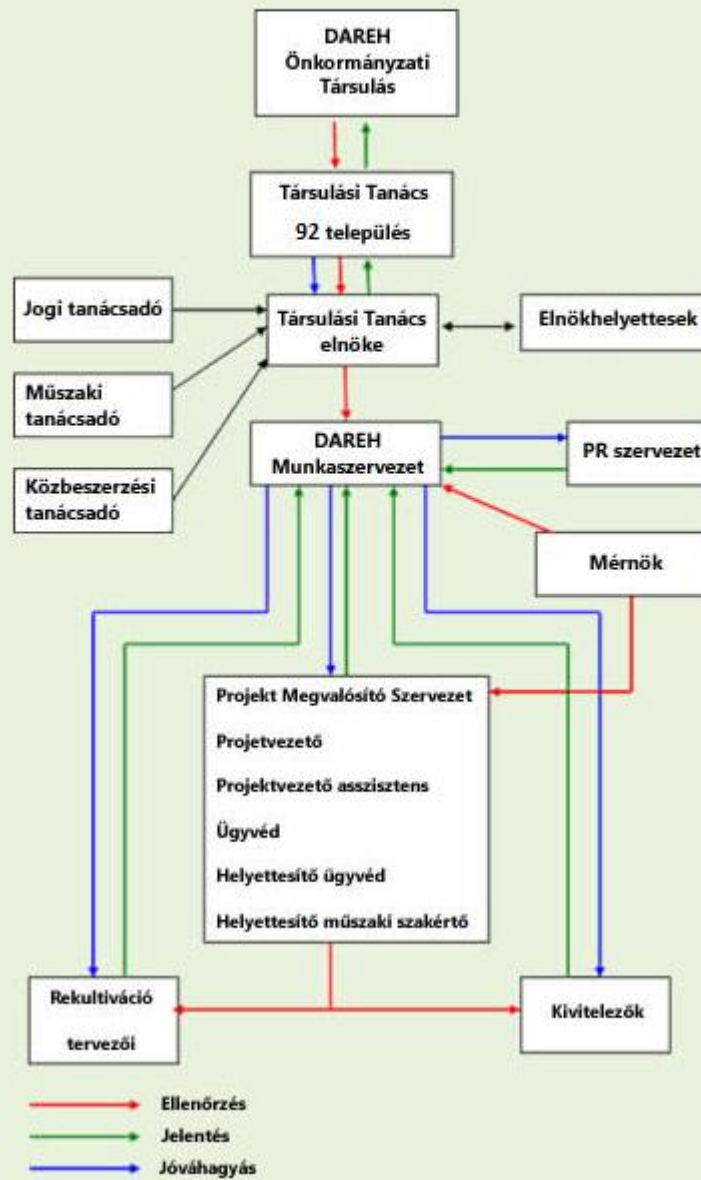 DAREH
Önkormányzati
Társulás
Társulási Tanács
92 település
Jogi tanácsadó
Társulási Tanács
elnöke
Elnökhelyettesek
Műszaki
tanácsadó
DAREH
Munkaszervezet
PR szervezet
Közbeszerzési
tanácsadó
Mérnök
Projekt Megvalósító Szervezet
Projetvezető
Projektvezető asszisztens
Ügyvéd
Helyettesítő ügyvéd
Helyettesítő műszaki szakértő
Rekultiváció
tervezői
Kivitelezők
Ellenőrzés
Jelentés
Jóváhagyás